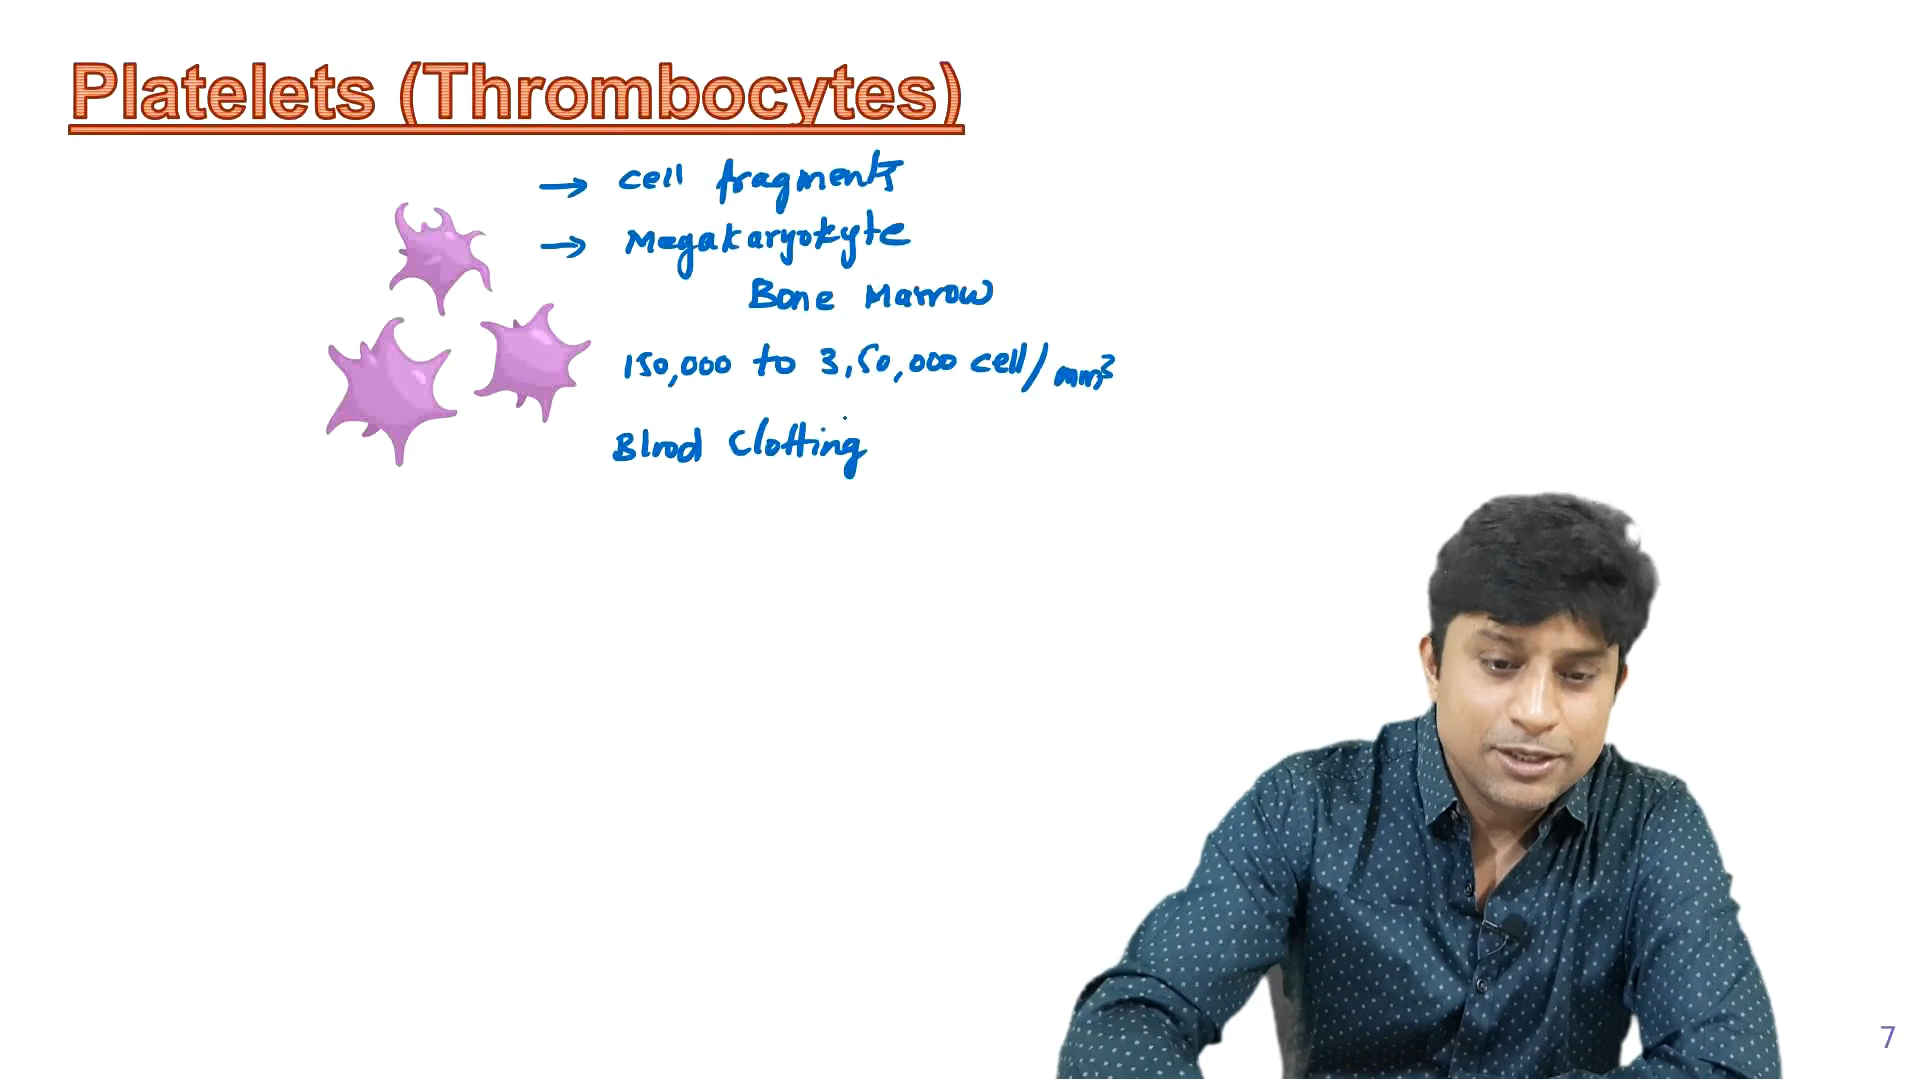 Platelets (Thrombocytes)
→ cell fragments
→ Megakaryokyte
Bone Marrow
150,000 to 3,50,000 cell/mm³
Blood Clotting
7